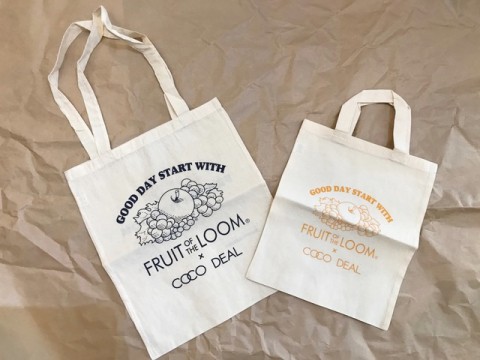 GOOD DAY START WITH
FRUIT OF THE LOOM®
×
COCO DEAL
GOOD DAY START WITH
FRUIT OF THE LOOM®
×
COCO DEAL